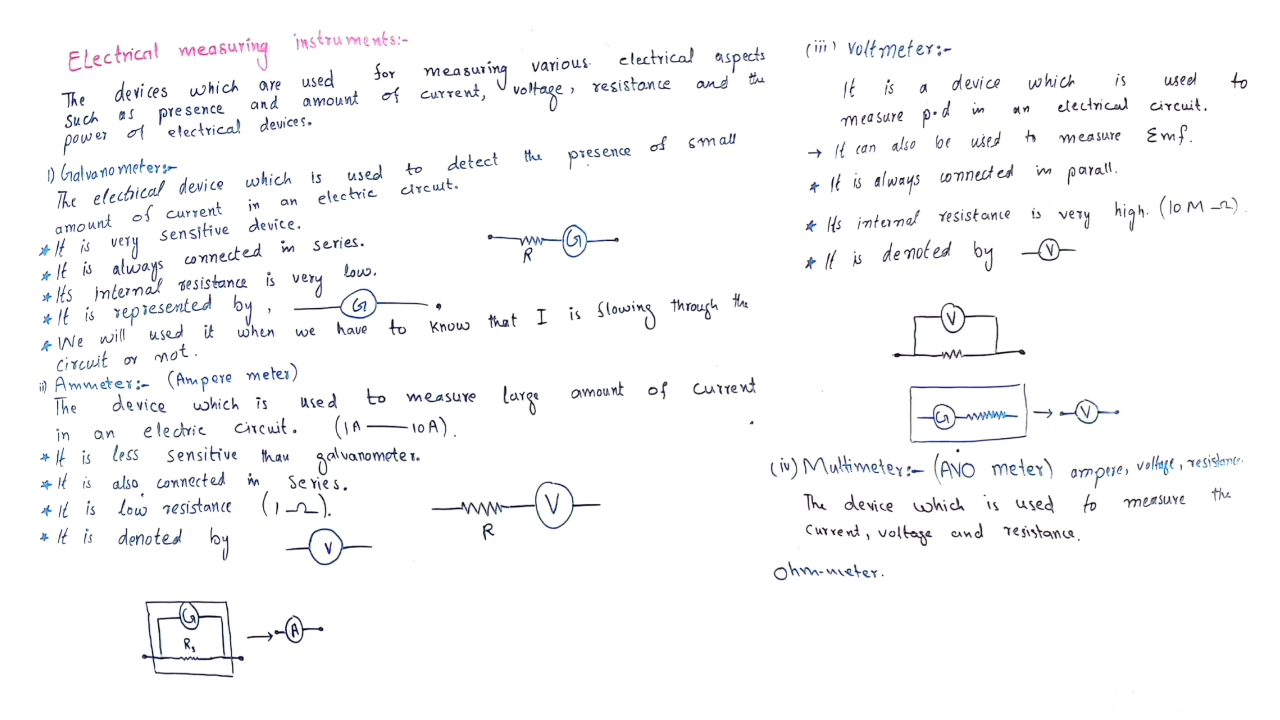 Electrical measuring instruments:-
The devices which are used for measuring various electrical aspects
such as presence and amount of current, voltage, resistance and the
power of electrical devices.
i) Galvanometer:-
The electrical device which is used to detect the presence of small
amount of current in an electric circuit.
* It is very sensitive device.
* It is always connected in series.
* Its internal resistance is very low.
* It is represented by, G
* We will used it when we have to know that I is flowing through the
circuit or not.
R G
ii) Ammeter:- (Ampere meter)
The device which is used to measure large amount of current
in an electric circuit. (1A — 10A).
* It is less sensitive than galvanometer.
* It is also connected in series.
* It is low resistance (1Ω).
* It is denoted by V
R V
G
Rs
→ A
(iii) Voltmeter:-
It is a device which is used to
measure p.d in an electrical circuit.
→ It can also be used to measure Emf.
* It is always connected in parall.
* Its internal resistance is very high. (10M Ω).
* It is denoted by V
V
G → V
(iv) Multimeter:- (AVO meter) ampere, voltage, resistance.
The device which is used to measure the
current, voltage and resistance.
Ohm-meter.